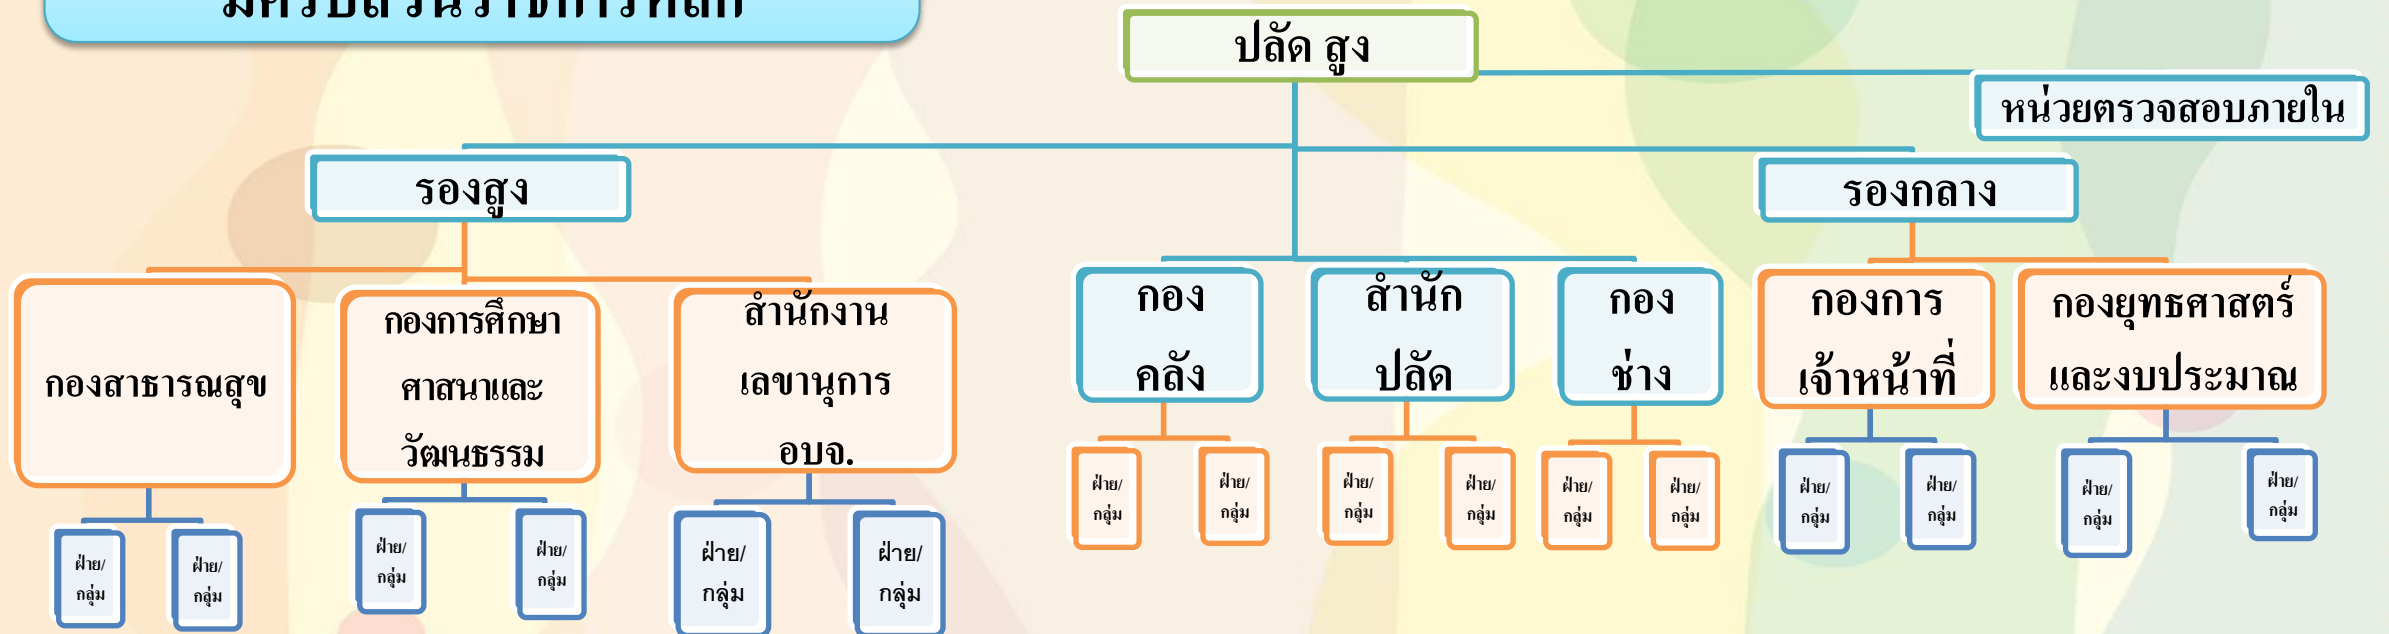 มีครบส่วนราชการหลัก
ปลัด สูง
หน่วยตรวจสอบภายใน
รองสูง
รองกลาง
กองสาธารณสุข
กองการศึกษา
ศาสนาและ
วัฒนธรรม
สำนักงาน
เลขานุการ
อบจ.
กอง
คลัง
สำนัก
ปลัด
กอง
ช่าง
กองการ
เจ้าหน้าที่
กองยุทธศาสตร์
และงบประมาณ
ฝ่าย/
กลุ่ม
ฝ่าย/
กลุ่ม
ฝ่าย/
กลุ่ม
ฝ่าย/
กลุ่ม
ฝ่าย/
กลุ่ม
ฝ่าย/
กลุ่ม
ฝ่าย/
กลุ่ม
ฝ่าย/
กลุ่ม
ฝ่าย/
กลุ่ม
ฝ่าย/
กลุ่ม
ฝ่าย/
กลุ่ม
ฝ่าย/
กลุ่ม
ฝ่าย/
กลุ่ม
ฝ่าย/
กลุ่ม
ฝ่าย/
กลุ่ม
ฝ่าย/
กลุ่ม